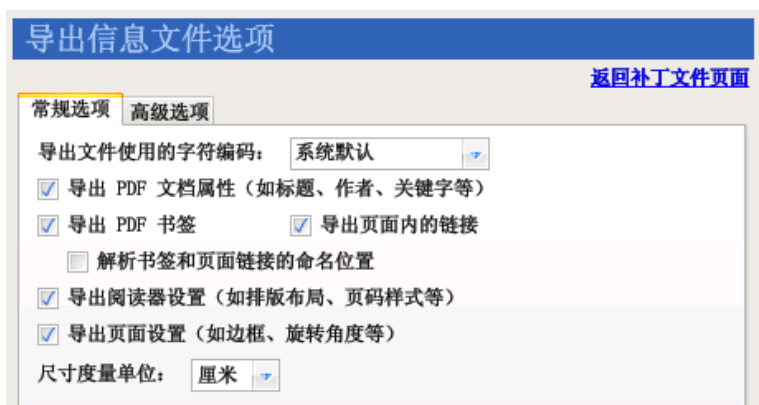 导出信息文件选项
返回补丁文件页面
常规选项 高级选项
导出文件使用的字符编码： 系统默认
导出 PDF 文档属性（如标题、作者、关键字等）
导出 PDF 书签 导出页面内的链接
解析书签和页面链接的命名位置
导出阅读器设置（如排版布局、页码样式等）
导出页面设置（如边框、旋转角度等）
尺寸度量单位： 厘米